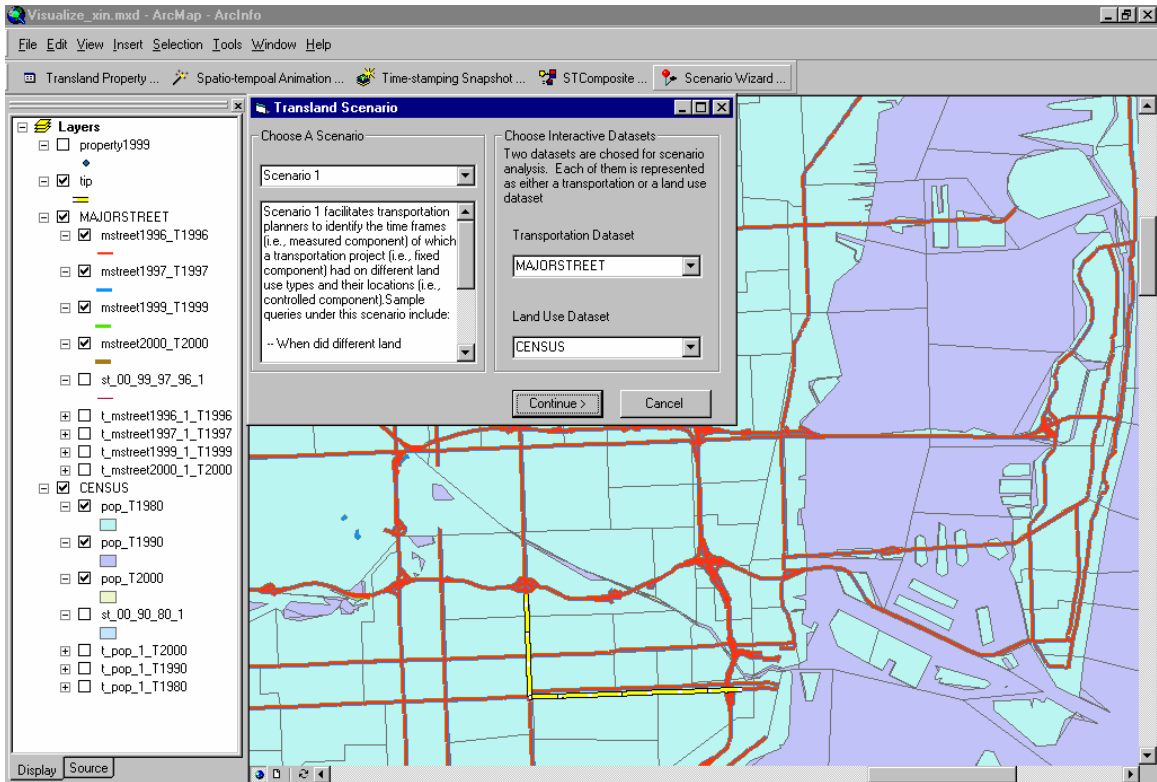 Visualize_xin.mxd - ArcMap - ArcInfo
File Edit View Insert Selection Tools Window Help
Transland Property ... Spatio-tempoal Animation ... Time-stamping Snapshot ... STComposite ... Scenario Wizard ...
Layers
property1999
tip
MAJORSTREET
mstreet1996_T1996
mstreet1997_T1997
mstreet1999_T1999
mstreet2000_T2000
st_00_99_97_96_1
t_mstreet1996_1_T1996
t_mstreet1997_1_T1997
t_mstreet1999_1_T1999
t_mstreet2000_1_T2000
CENSUS
pop_T1980
pop_T1990
pop_T2000
st_00_90_80_1
t_pop_1_T2000
t_pop_1_T1990
t_pop_1_T1980
Display Source
Transland Scenario
Choose A Scenario
Scenario 1
Scenario 1 facilitates transportation
planners to identify the time frames
(i.e., measured component) of which
a transportation project (i.e., fixed
component) had on different land
use types and their locations (i.e.,
controlled component).Sample
queries under this scenario include:
-- When did different land
Choose Interactive Datasets
Two datasets are chosed for scenario
analysis. Each of them is represented
as either a transportation or a land use
dataset
Transportation Dataset
MAJORSTREET
Land Use Dataset
CENSUS
Continue >
Cancel